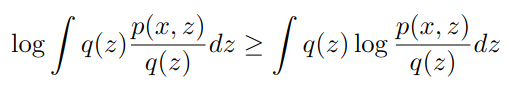 log ∫ q(z) p(x, z)/q(z) dz ≥ ∫ q(z) log p(x, z)/q(z) dz